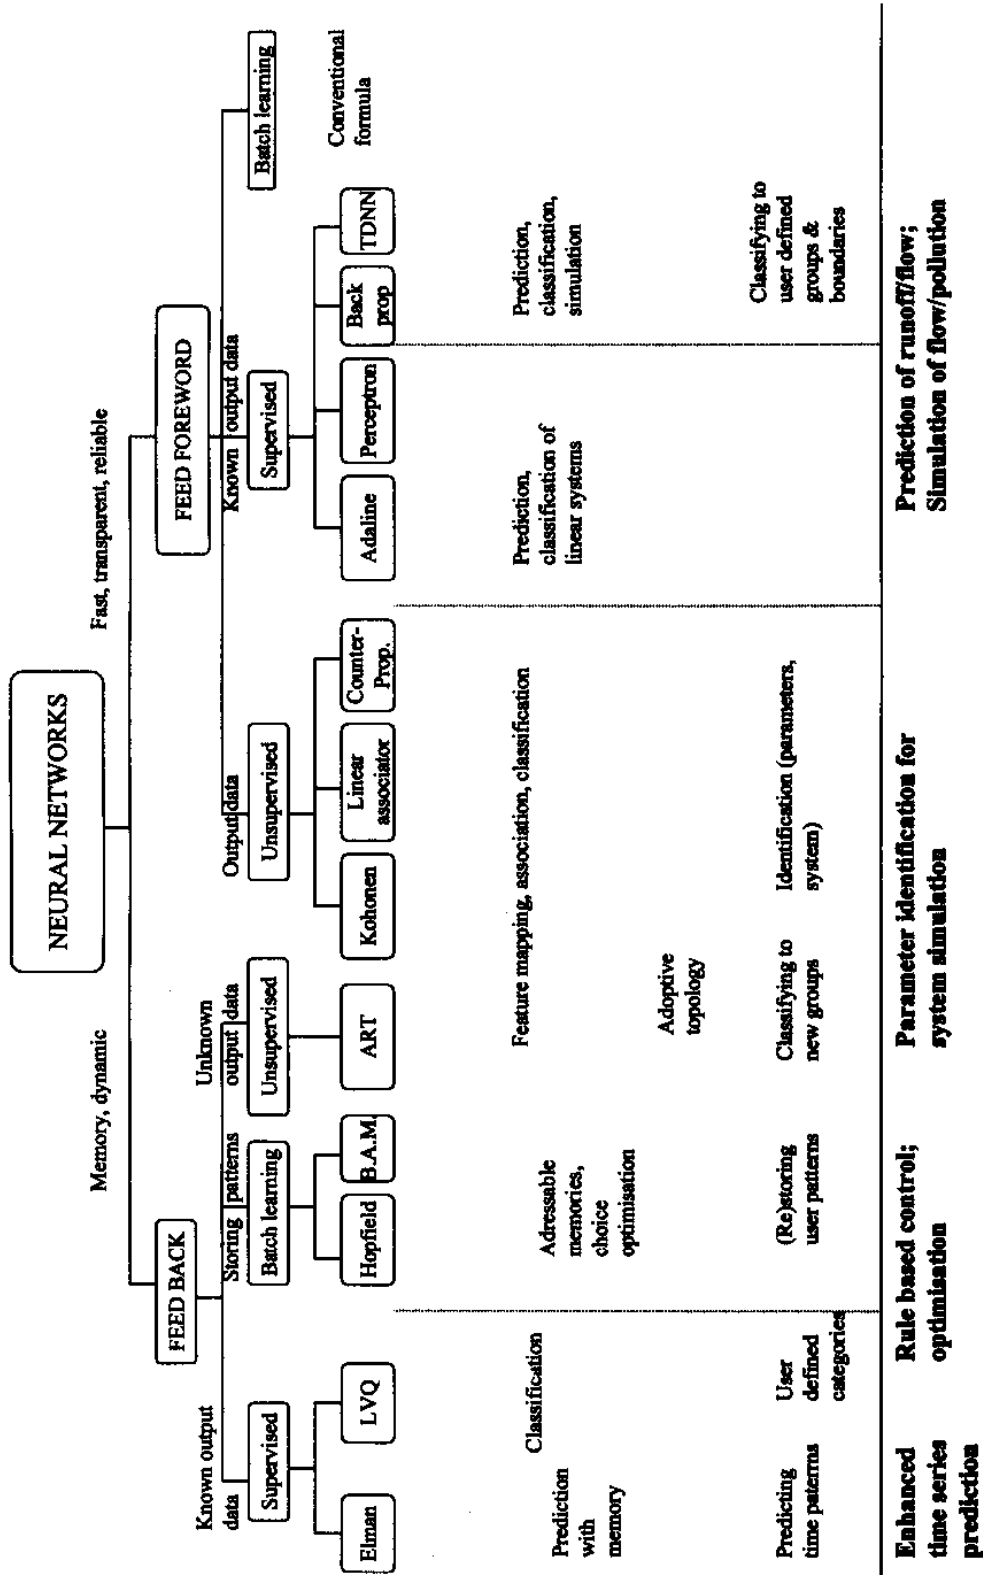 NEURAL NETWORKS
Memory, dynamic
Fast, transparent, reliable
FEED BACK
FEED FOREWORD
Known output
data
Storing patterns
Unknown
output data
Output data
Known output data
Supervised
Batch learning
Unsupervised
Unsupervised
Supervised
Batch learning
Elman
LVQ
Hopfield
B.A.M.
ART
Kohonen
Linear
associator
Counter-
Prop.
Adaline
Perceptron
Back
prop
TDNN
Conventional
formula
Prediction
with
memory
Classification
Adressable
memories,
choice
optimisation
Feature mapping, association, classification
Prediction,
classification of
linear systems
Prediction,
classification,
simulation
Adoptive
topology
Predicting
time paterms
User
defined
categories
(Re)storing
user patterns
Classifying to
new groups
Identification (parameters,
system)
Classifying to
user defined
groups &
boundaries
Enhanced
time series
prediction
Rule based control;
optimisation
Parameter identification for
system simulation
Prediction of runoff/flow;
Simulation of flow/pollution